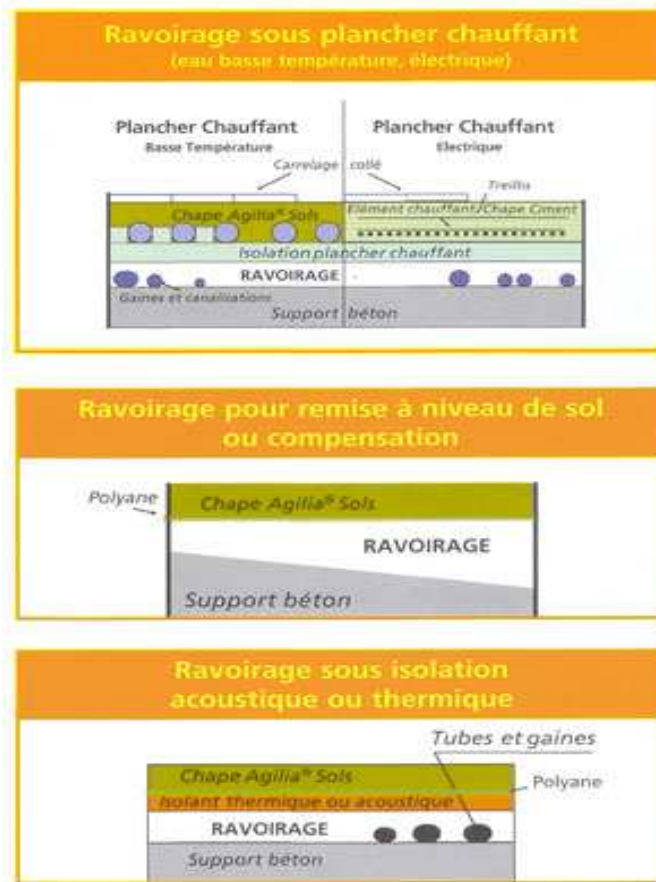 Ravoirage sous plancher chauffant
(eau basse température, électrique)
Plancher Chauffant
Basse Température
Plancher Chauffant
Electrique
Carrelage collé
Treillis
Chape Agilia® Sols
Elément chauffant/Chape Ciment
Isolation plancher chauffant
RAVOIRAGE
Gaines et canalisations
Support béton
Ravoirage pour remise à niveau de sol
ou compensation
Polyane
Chape Agilia® Sols
RAVOIRAGE
Support béton
Ravoirage sous isolation
acoustique ou thermique
Tubes et gaines
Chape Agilia® Sols
Polyane
Isolant thermique ou acoustique
RAVOIRAGE
Support béton